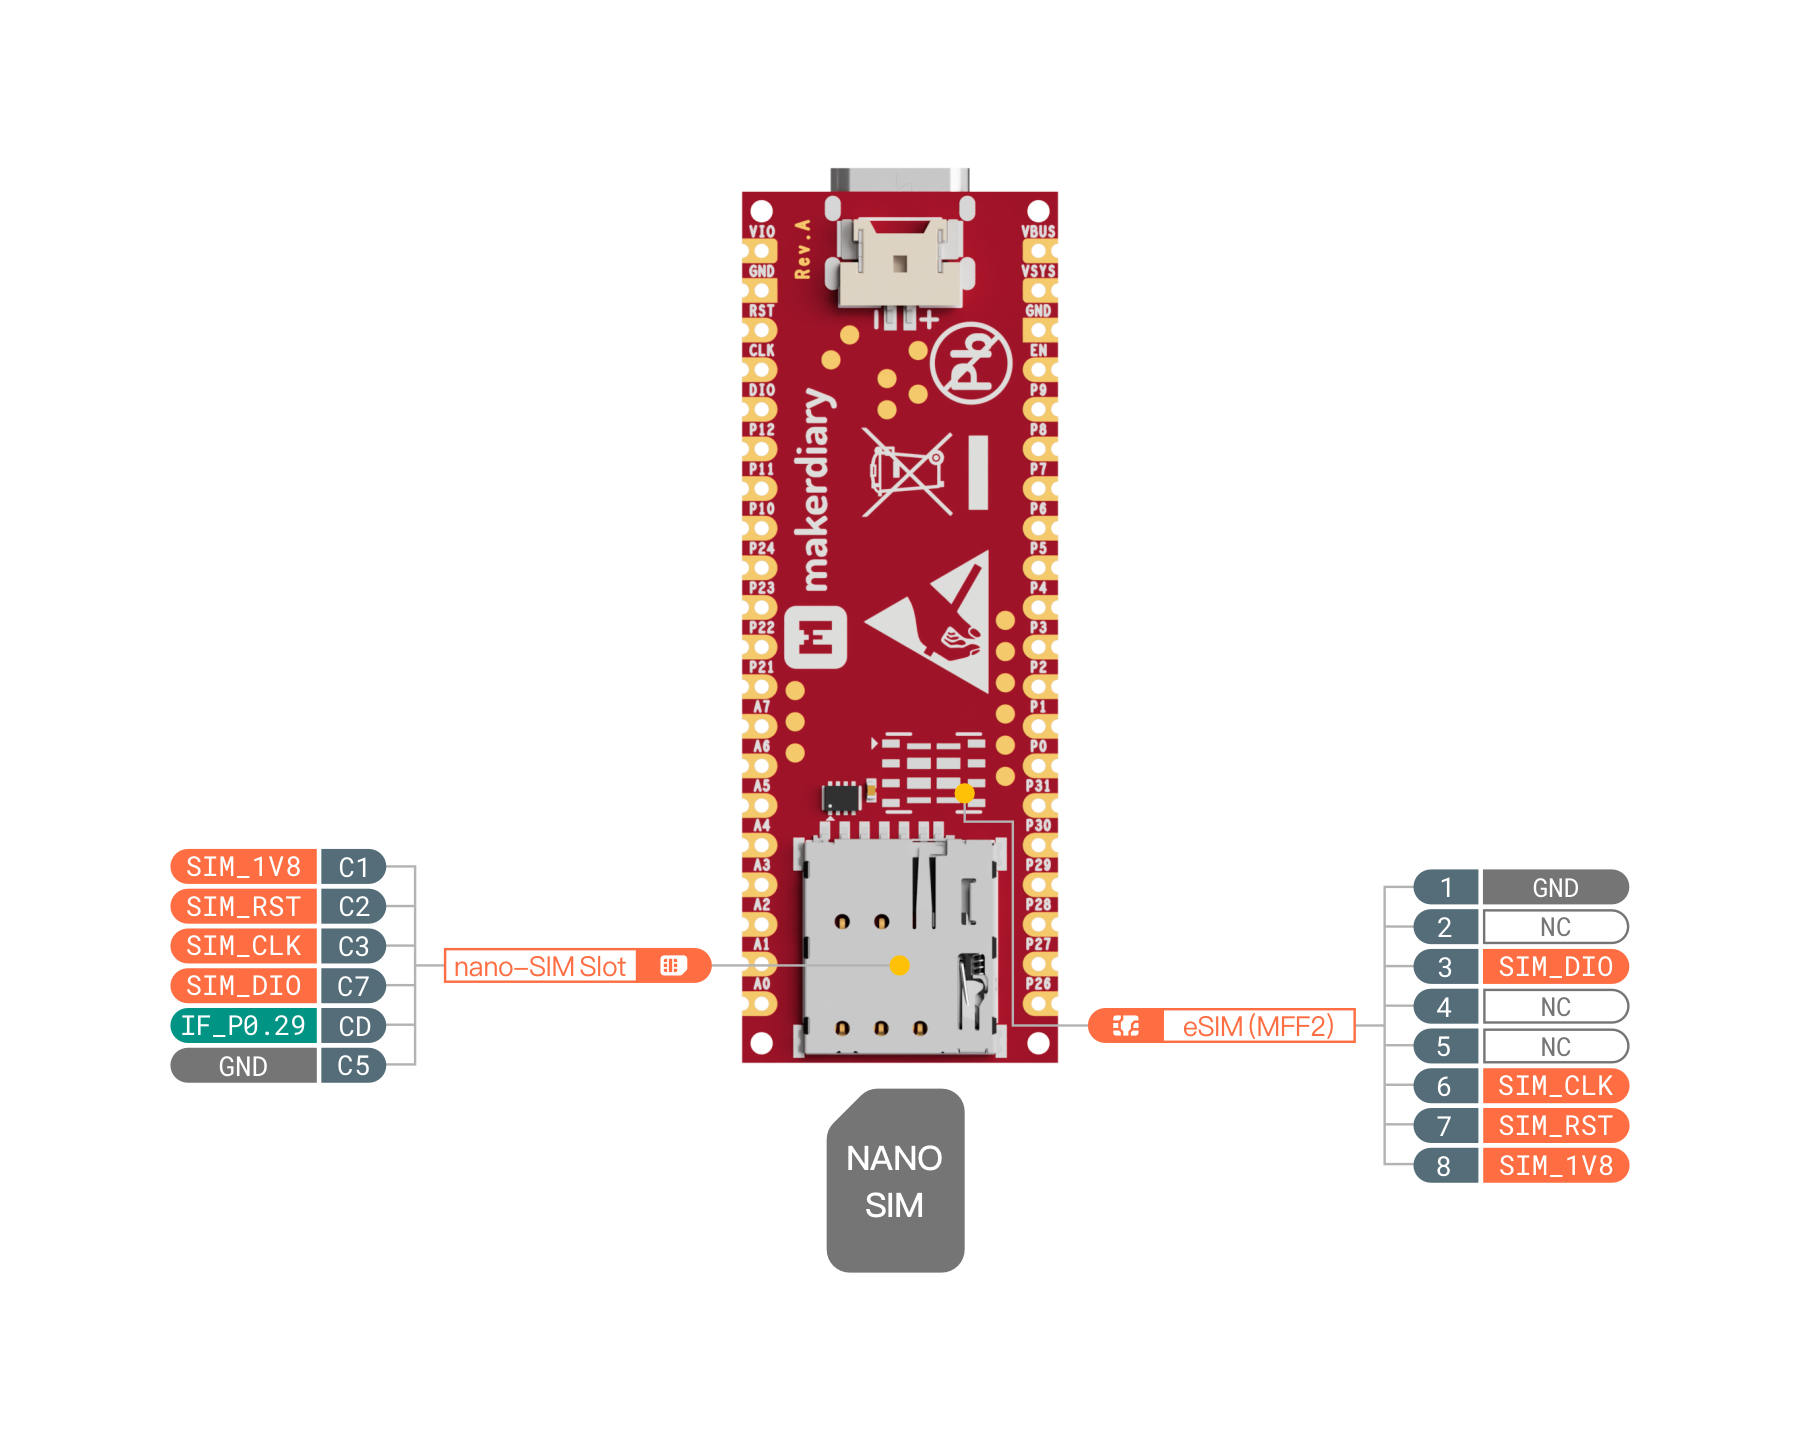 VIO
GND
RST
CLK
DIO
P12
P11
P10
P24
P23
P22
P21
A7
A6
A5
A4
A3
A2
A1
A0
Rev.A
− +
Pb
makerdiary
VBUS
VSYS
GND
EN
P9
P8
P7
P6
P5
P4
P3
P2
P1
P0
P31
P30
P29
P28
P27
P26
SIM_1V8 C1
SIM_RST C2
SIM_CLK C3
SIM_DIO C7
IF_P0.29 CD
GND C5
nano-SIM Slot
eSIM (MFF2)
1 GND
2 NC
3 SIM_DIO
4 NC
5 NC
6 SIM_CLK
7 SIM_RST
8 SIM_1V8
NANO
SIM